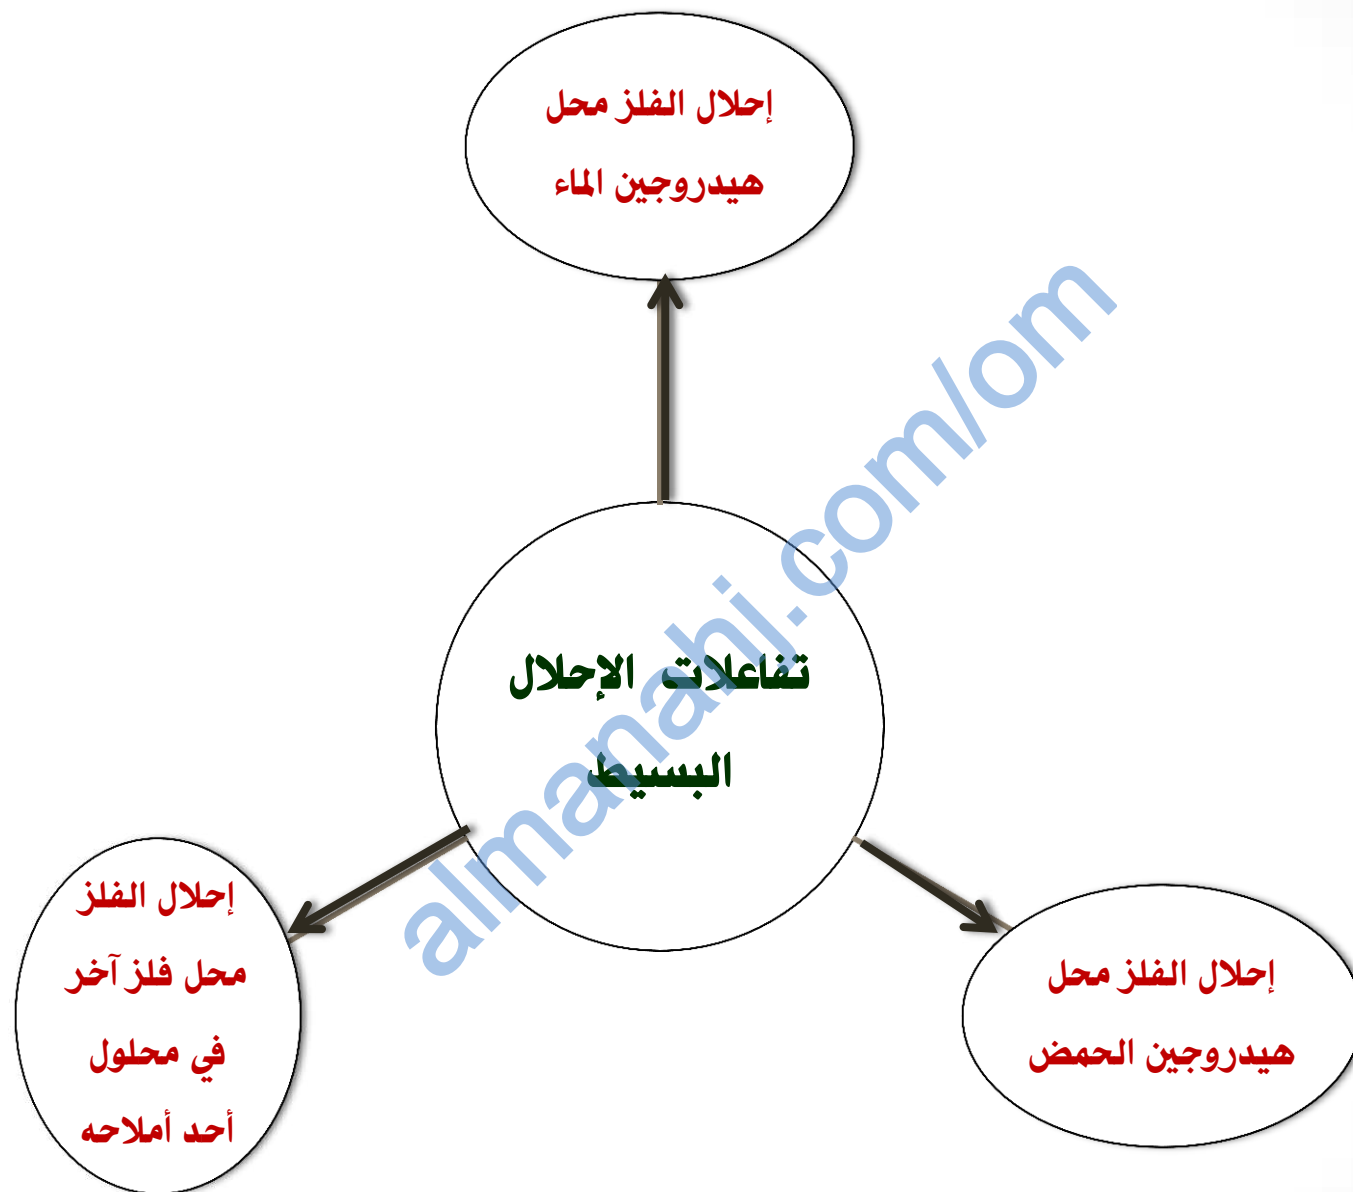 إحلال الفلز محل
هيدروجين الماء
تفاعلات الإحلال
البسيط
إحلال الفلز محل
هيدروجين الحمض
إحلال الفلز
محل فلز آخر
في محلول
أحد أملاحه
almanahj.com/om